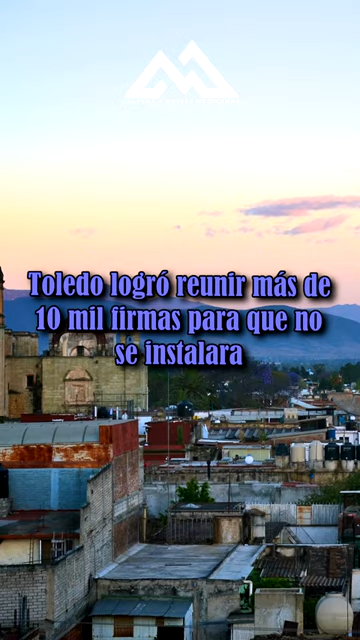 Toledo logró reunir más de
10 mil firmas para que no
se instalara